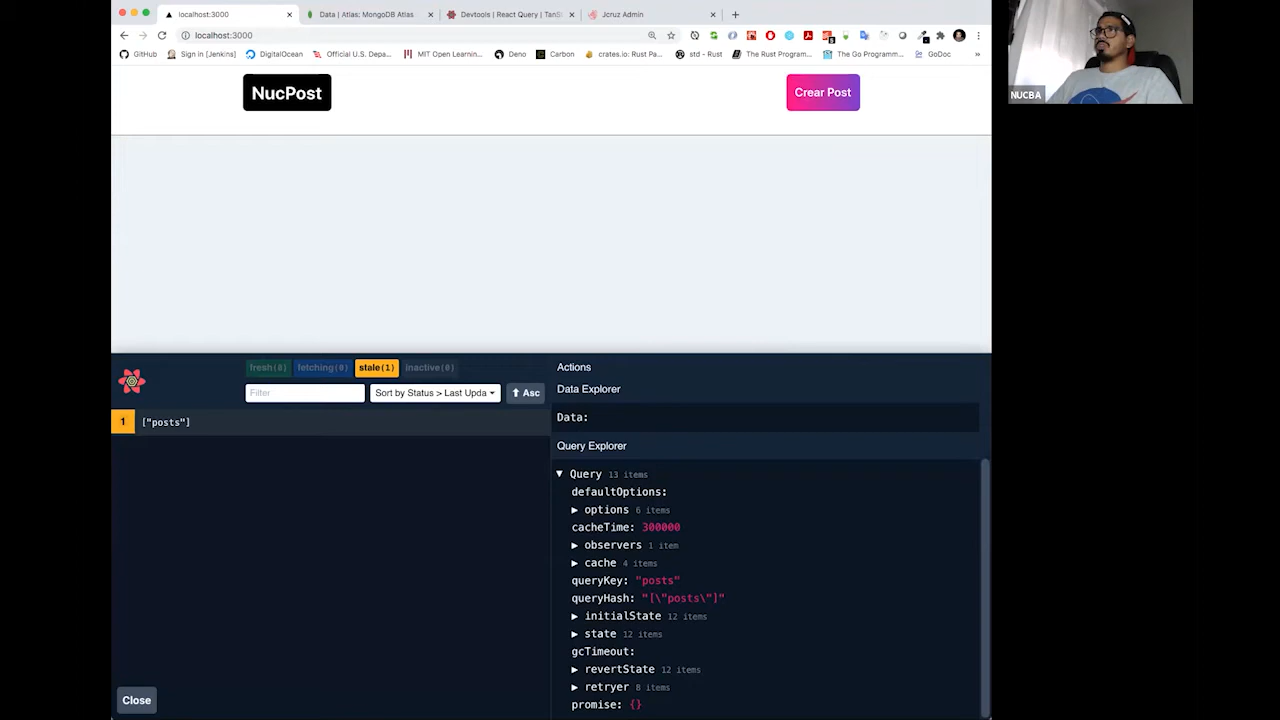 localhost:3000
Data | Atlas: MongoDB Atlas
Devtools | React Query | TanSt
Jcruz Admin
localhost:3000
GitHub
Sign in [Jenkins]
DigitalOcean
Official U.S. Depa...
MIT Open Learnin...
Deno
Carbon
crates.io: Rust Pa...
std - Rust
The Rust Program...
The Go Programm...
GoDoc
»
NUCBA
NucPost
Crear Post
fresh(0)
fetching(0)
stale(1)
inactive(0)
Filter
Sort by Status > Last Upda
⬆ Asc
1
["posts"]
Close
Actions
Data Explorer
Data:
Query Explorer
▼ Query 13 items
defaultOptions:
▶ options 6 items
cacheTime: 300000
▶ observers 1 item
▶ cache 4 items
queryKey: "posts"
queryHash: "[\"posts\"]"
▶ initialState 12 items
▶ state 12 items
gcTimeout:
▶ revertState 12 items
▶ retryer 8 items
promise: {}